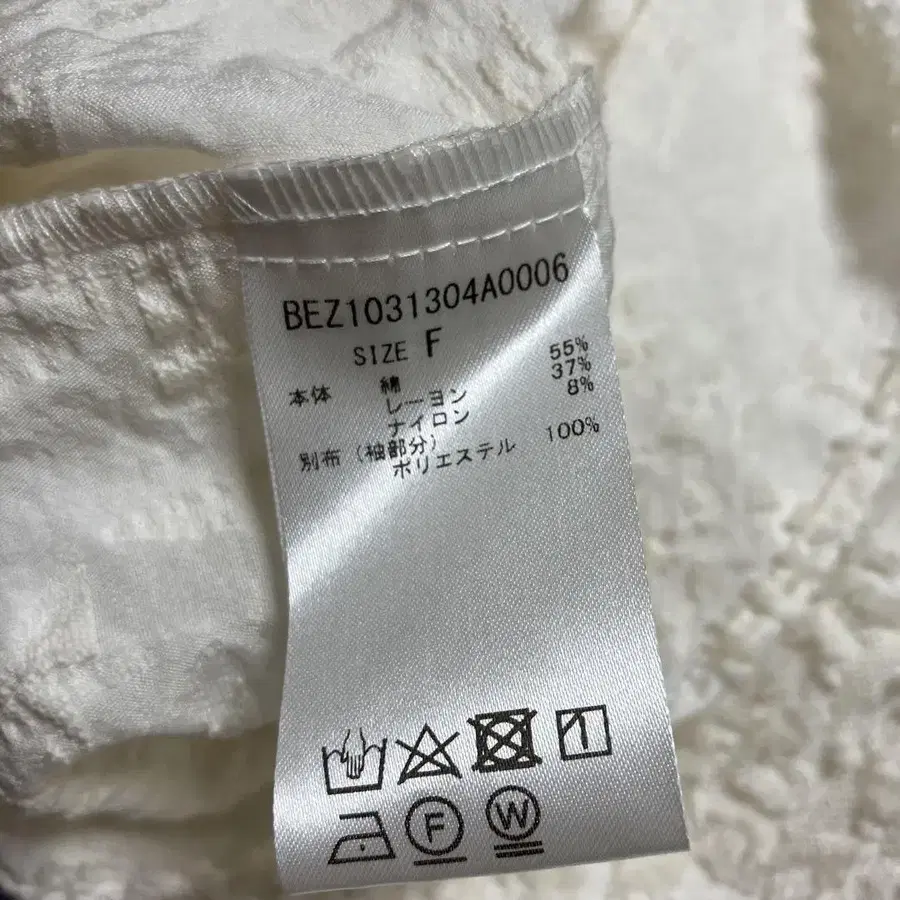 BEZ1031304A0006
SIZE F
本体 綿 55%
レーヨン 37%
ナイロン 8%
別布（袖部分）
ポリエステル 100%
F
W